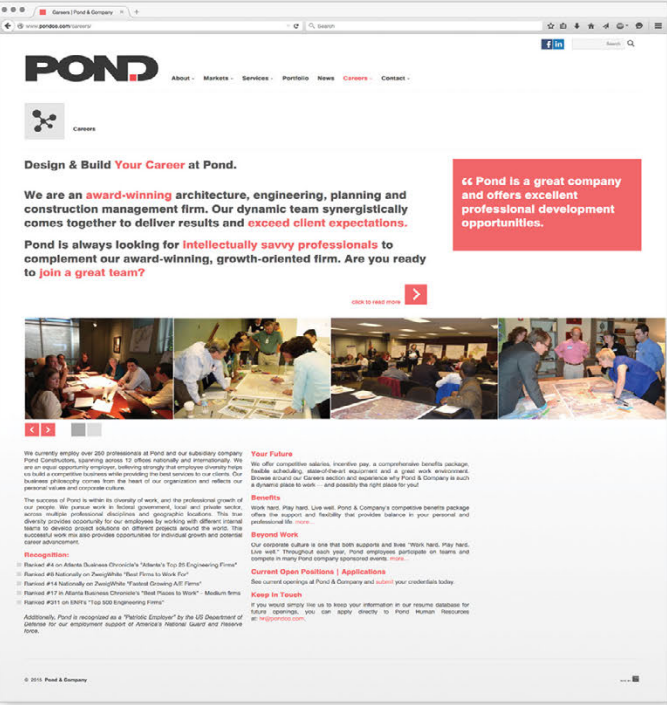 Careers | Pond & Company
www.pondco.com/careers/
Search
Search
POND
About
Markets
Services
Portfolio
News
Careers
Contact
Careers
Design & Build Your Career at Pond.
We are an award-winning architecture, engineering, planning and
construction management firm. Our dynamic team synergistically
comes together to deliver results and exceed client expectations.
Pond is always looking for intellectually savvy professionals to
complement our award-winning, growth-oriented firm. Are you ready
to join a great team?
click to read more
“ Pond is a great company
and offers excellent
professional development
opportunities.
We currently employ over 250 professionals at Pond and our subsidiary company
Pond Constructors, spanning across 12 offices nationally and internationally. We
are an equal opportunity employer, believing strongly that employee diversity helps
us build a competitive business while providing the best services to our clients. Our
business philosophy comes from the heart of our organization and reflects our
personal values and corporate culture.
The success of Pond is within its diversity of work, and the professional growth of
our people. We pursue work in federal government, local and private sector,
across multiple professional disciplines and geographic locations. This true
diversity provides opportunity for our employees by working with different internal
teams to develop project solutions on different projects around the world. This
successful work mix also provides opportunities for individual growth and potential
career advancement.
Recognition:
Ranked #4 on Atlanta Business Chronicle's "Atlanta's Top 25 Engineering Firms"
Ranked #6 Nationally on ZweigWhite "Best Firms to Work For"
Ranked #14 Nationally on ZweigWhite "Fastest Growing A/E Firms"
Ranked #17 in Atlanta Business Chronicle's "Best Places to Work" - Medium firms
Ranked #311 on ENR's "Top 500 Engineering Firms"
Additionally, Pond is recognized as a "Patriotic Employer" by the US Department of
Defense for our employment support of America's National Guard and Reserve
force.
Your Future
We offer competitive salaries, incentive pay, a comprehensive benefits package,
flexible scheduling, state-of-the-art equipment and a great work environment.
Browse around our Careers section and experience why Pond & Company is such
a dynamic place to work — and possibly the right place for you!
Benefits
Work hard. Play hard. Live well. Pond & Company's competitive benefits package
offers the support and flexibility that provides balance in your personal and
professional life. more...
Beyond Work
Our corporate culture is one that both supports and lives "Work hard. Play hard.
Live well." Throughout each year, Pond employees participate on teams and
compete in many Pond company sponsored events. more...
Current Open Positions | Applications
See current openings at Pond & Company and submit your credentials today.
Keep in Touch
If you would simply like us to keep your information in our resume database for
future openings, you can apply directly to Pond Human Resources
at: hr@pondco.com.
© 2015 Pond & Company